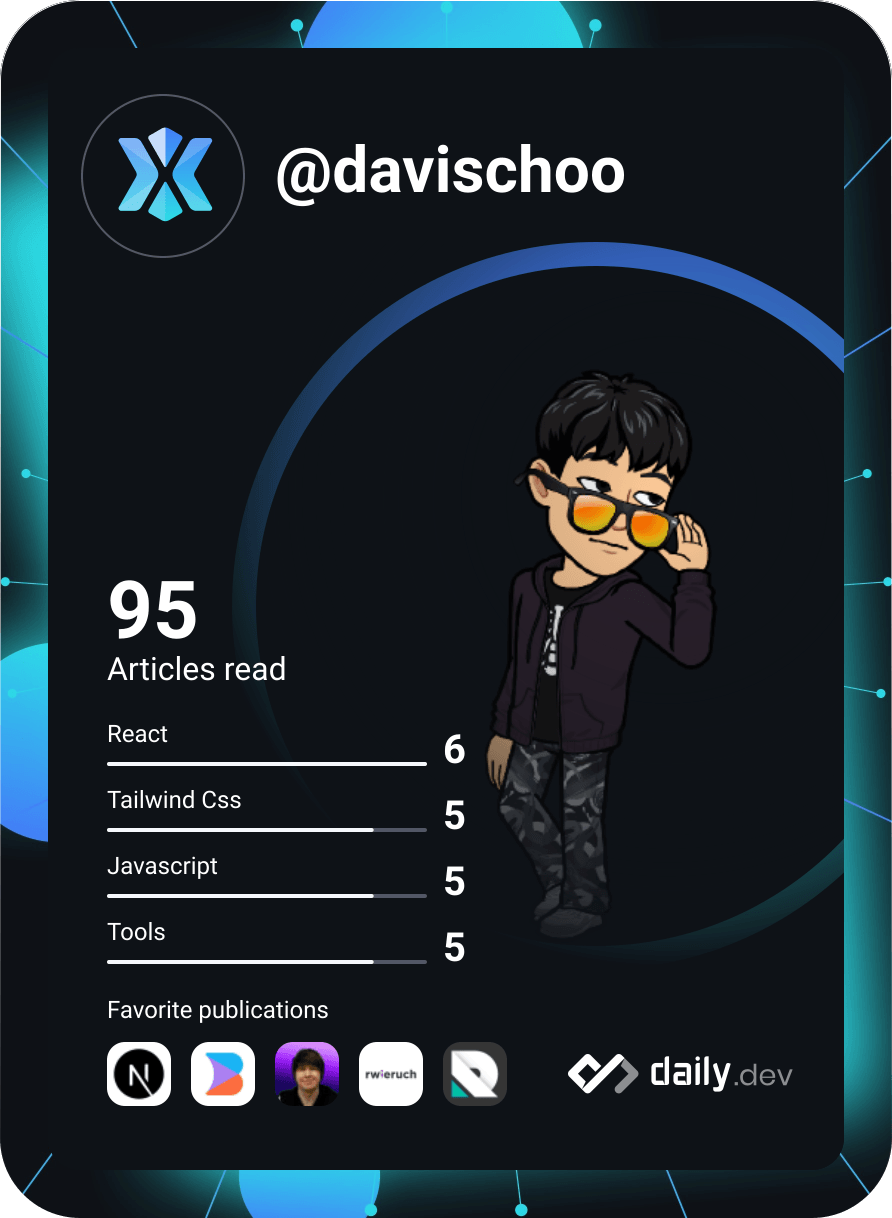 @davischoo
95
Articles read
React
6
Tailwind Css
5
Javascript
5
Tools
5
Favorite publications
N
rwieruch
daily.dev